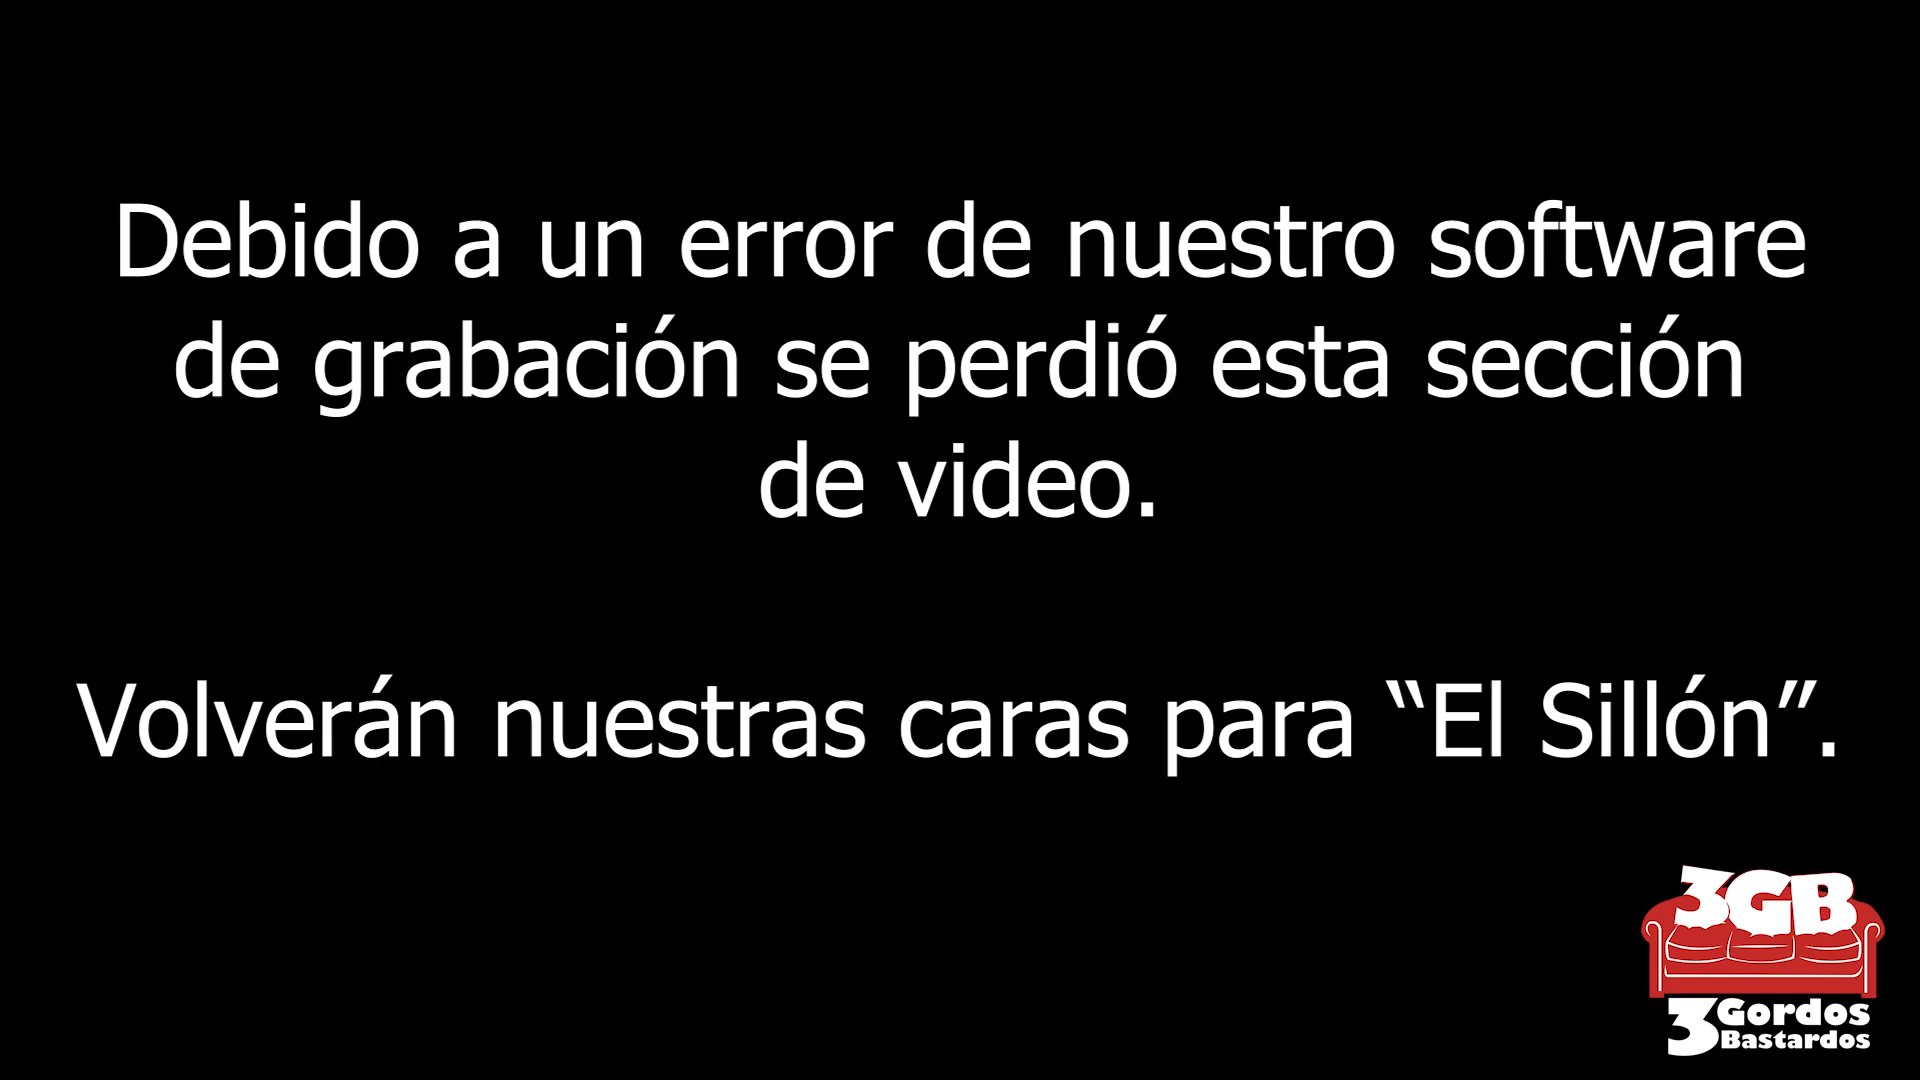 Debido a un error de nuestro software
de grabación se perdió esta sección
de video.
Volverán nuestras caras para “El Sillón”.
3GB
3 Gordos
Bastardos